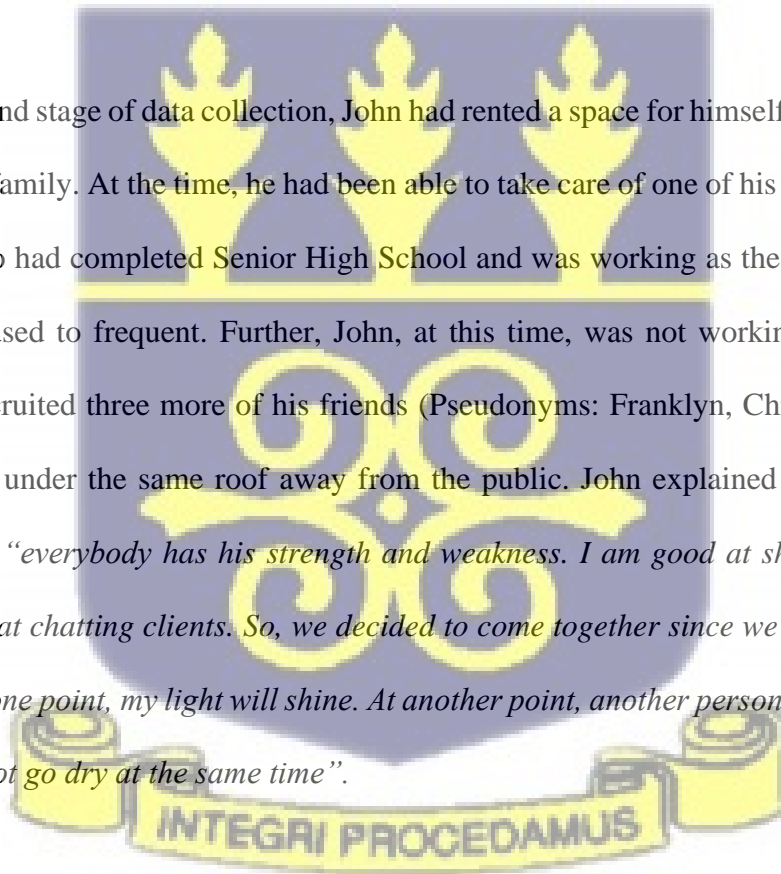 nd stage of data collection, John had rented a space for himself
family. At the time, he had been able to take care of one of his
had completed Senior High School and was working as the
used to frequent. Further, John, at this time, was not workin
cruited three more of his friends (Pseudonyms: Franklyn, Ch
under the same roof away from the public. John explained
“everybody has his strength and weakness. I am good at s
at chatting clients. So, we decided to come together since we
one point, my light will shine. At another point, another person
ot go dry at the same time”.
INTEGRI PROCEDAMUS